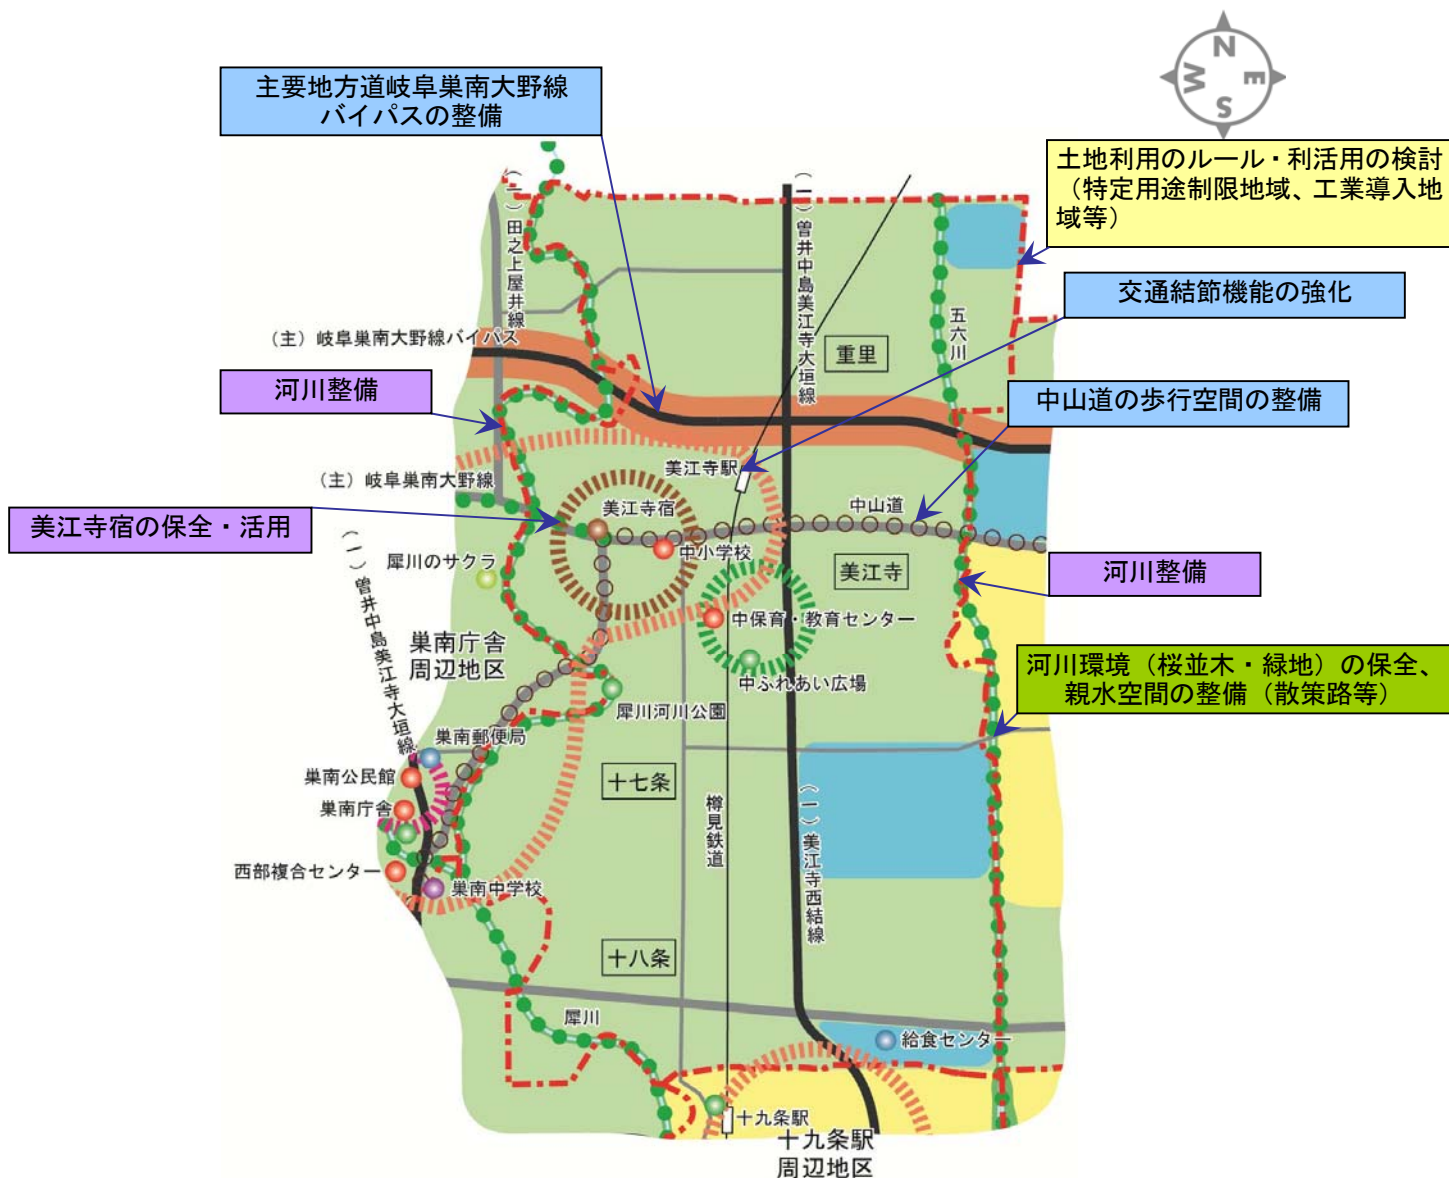 N
W
E
S
主要地方道岐阜巣南大野線
バイパスの整備
土地利用のルール・利活用の検討
（特定用途制限地域、工業導入地
域等）
（一）田之上屋井線
（一）曽井中島美江寺大垣線
交通結節機能の強化
五六川
（主）岐阜巣南大野線バイパス
重里
河川整備
中山道の歩行空間の整備
美江寺駅
（主）岐阜巣南大野線
美江寺宿
中山道
美江寺宿の保全・活用
中小学校
犀川のサクラ
美江寺
河川整備
（一）曽井中島美江寺大垣線
中保育・教育センター
巣南庁舎
周辺地区
河川環境（桜並木・緑地）の保全、
親水空間の整備（散策路等）
中ふれあい広場
犀川河川公園
巣南郵便局
巣南公民館
十七条
巣南庁舎
樽見鉄道
（一）美江寺西結線
西部複合センター
巣南中学校
十八条
犀川
給食センター
十九条駅
十九条駅
周辺地区